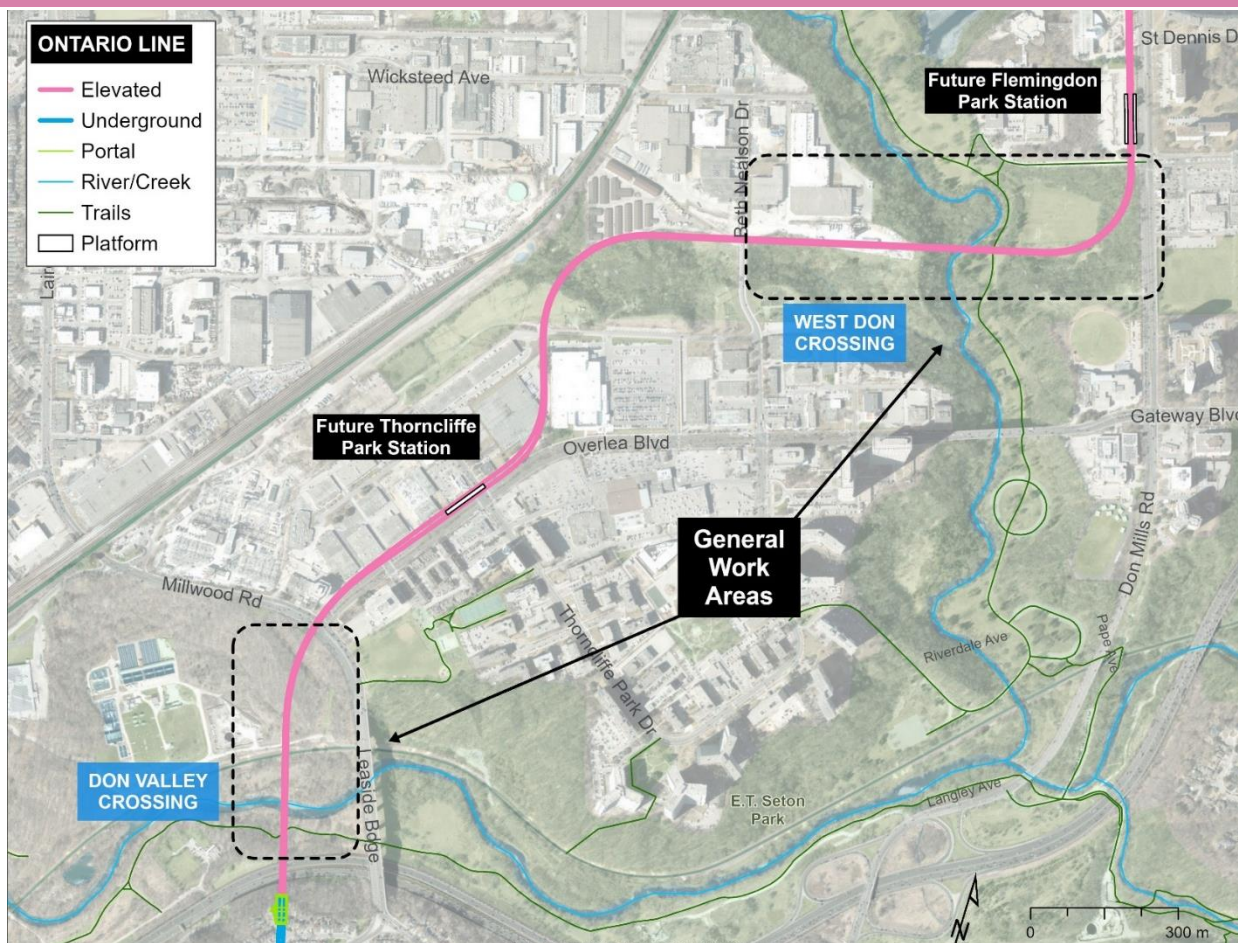 ONTARIO LINE
Elevated
Underground
Portal
River/Creek
Trails
Platform
Wicksteed Ave
St Dennis D
Future Flemingdon
Park Station
Beth Nealson Dr
Lair
WEST DON
CROSSING
Future Thorncliffe
Park Station
Overlea Blvd
Gateway Blvd
General
Work
Areas
Don Mills Rd
Millwood Rd
Thorncliffe Park Dr
Riverdale Ave
Pape Ave
DON VALLEY
CROSSING
Leaside Bdge
E.T. Seton
Park
Langley Ave
N
0 300 m